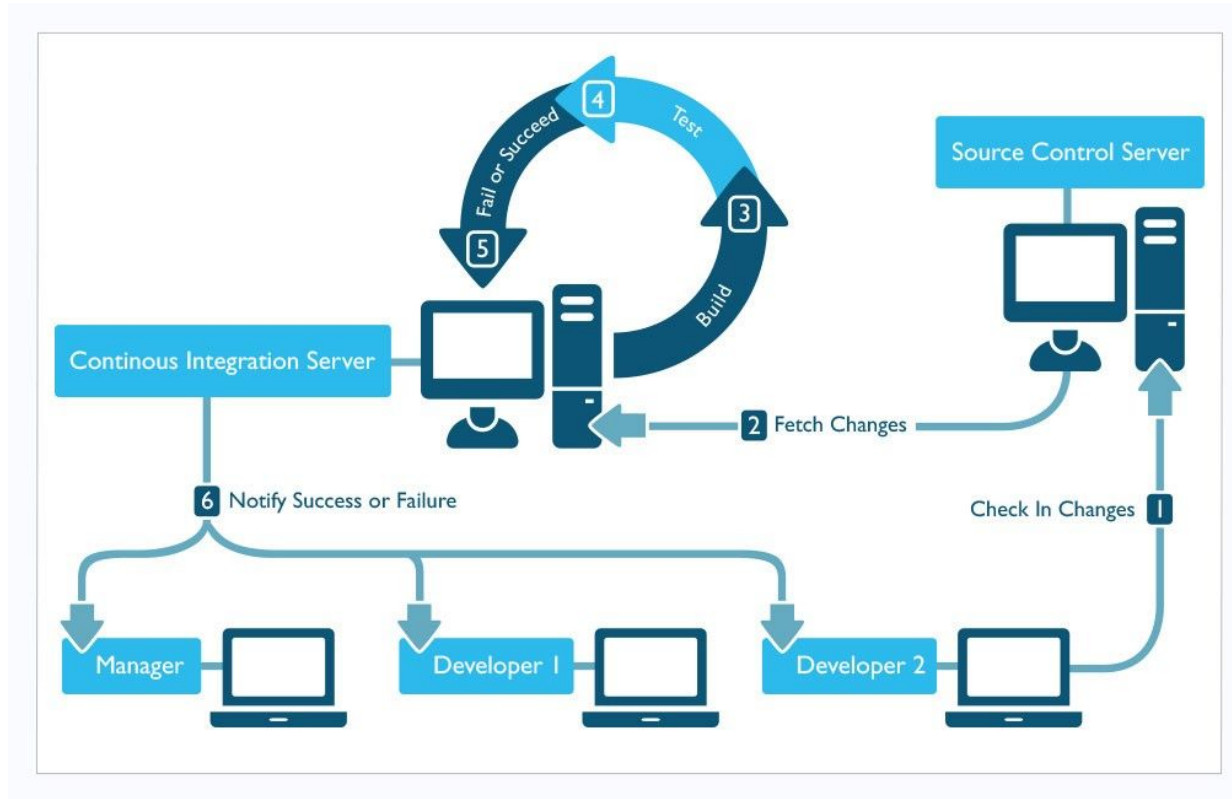 4
Test
Fail or Succeed
Source Control Server
3
5
Build
Continous Integration Server
2 Fetch Changes
6 Notify Success or Failure
Check In Changes 1
Manager
Developer 1
Developer 2